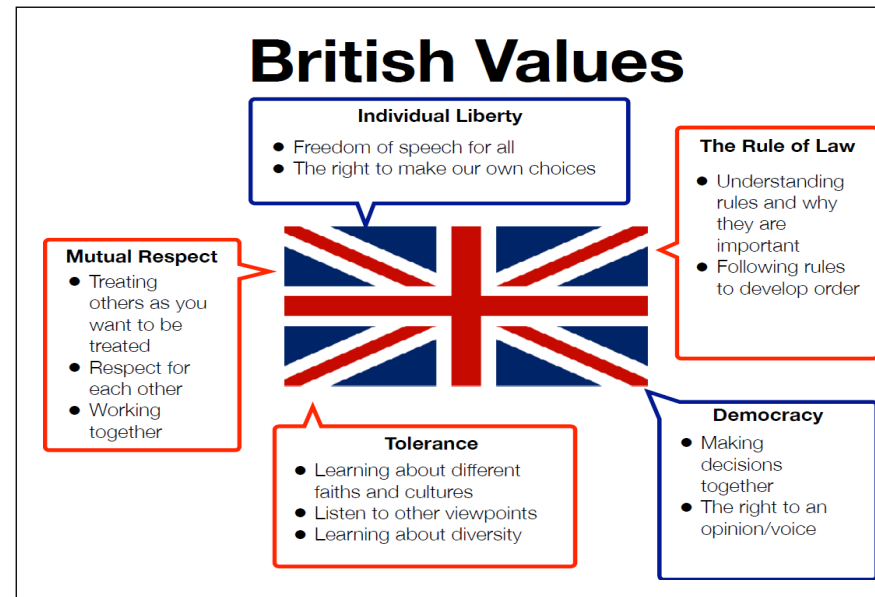 British Values
Individual Liberty
● Freedom of speech for all
● The right to make our own choices
The Rule of Law
● Understanding
rules and why
they are
important
● Following rules
to develop order
Mutual Respect
● Treating
others as you
want to be
treated
● Respect for
each other
● Working
together
Tolerance
● Learning about different
faiths and cultures
● Listen to other viewpoints
● Learning about diversity
Democracy
● Making
decisions
together
● The right to an
opinion/voice